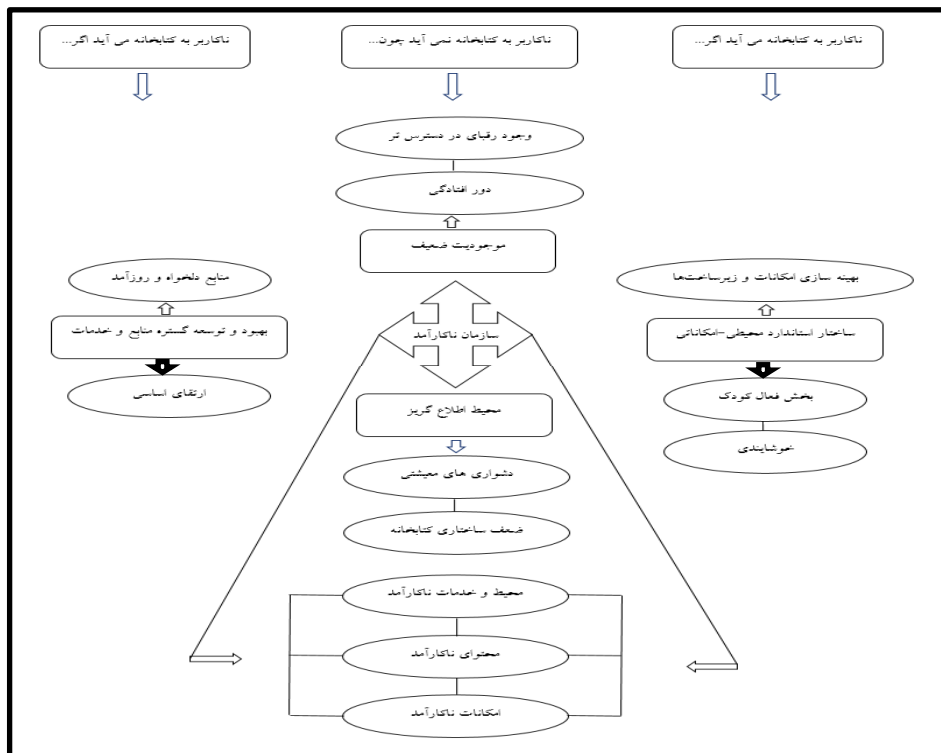 ناکاربر به کتابخانه می آید اگر...
ناکاربر به کتابخانه نمی آید چون...
ناکاربر به کتابخانه می آید اگر...
وجود رقبای در دسترس تر
دور افتادگی
موجودیت ضعیف
بهینه سازی امکانات و زیرساخت‌ها
منابع دلخواه و روزآمد
ساختار استاندارد محیطی-امکاناتی
سازمان ناکارآمد
بهبود و توسعه گستره منابع و خدمات
بخش فعال کودک
محیط اطلاع گریز
ارتقای اساسی
خوشایندی
دشواری های معیشتی
ضعف ساختاری کتابخانه
محیط و خدمات ناکارآمد
محتوای ناکارآمد
امکانات ناکارآمد